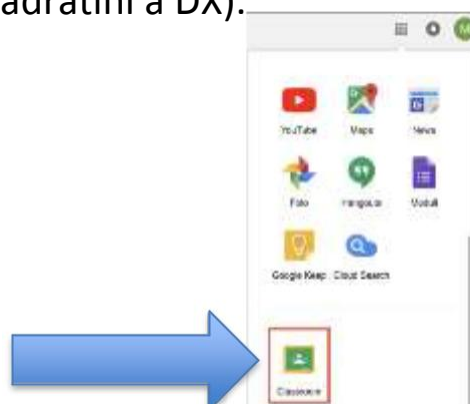 adratini a DX).
YouTube Maps News
Foto Hangouts Moduli
Google Keep Cloud Search
Classroom